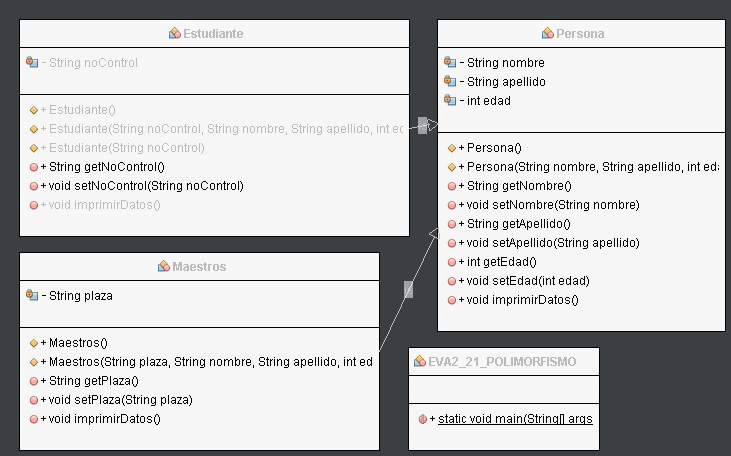 Estudiante
- String noControl
+ Estudiante()
+ Estudiante(String noControl, String nombre, String apellido, int ec
+ Estudiante(String noControl)
+ String getNoControl()
+ void setNoControl(String noControl)
+ void imprimirDatos()
Persona
- String nombre
- String apellido
- int edad
+ Persona()
+ Persona(String nombre, String apellido, int eda
+ String getNombre()
+ void setNombre(String nombre)
+ String getApellido()
+ void setApellido(String apellido)
+ int getEdad()
+ void setEdad(int edad)
+ void imprimirDatos()
Maestros
- String plaza
+ Maestros()
+ Maestros(String plaza, String nombre, String apellido, int ed
+ String getPlaza()
+ void setPlaza(String plaza)
+ void imprimirDatos()
EVA2_21_POLIMORFISMO
+ static void main(String[] args